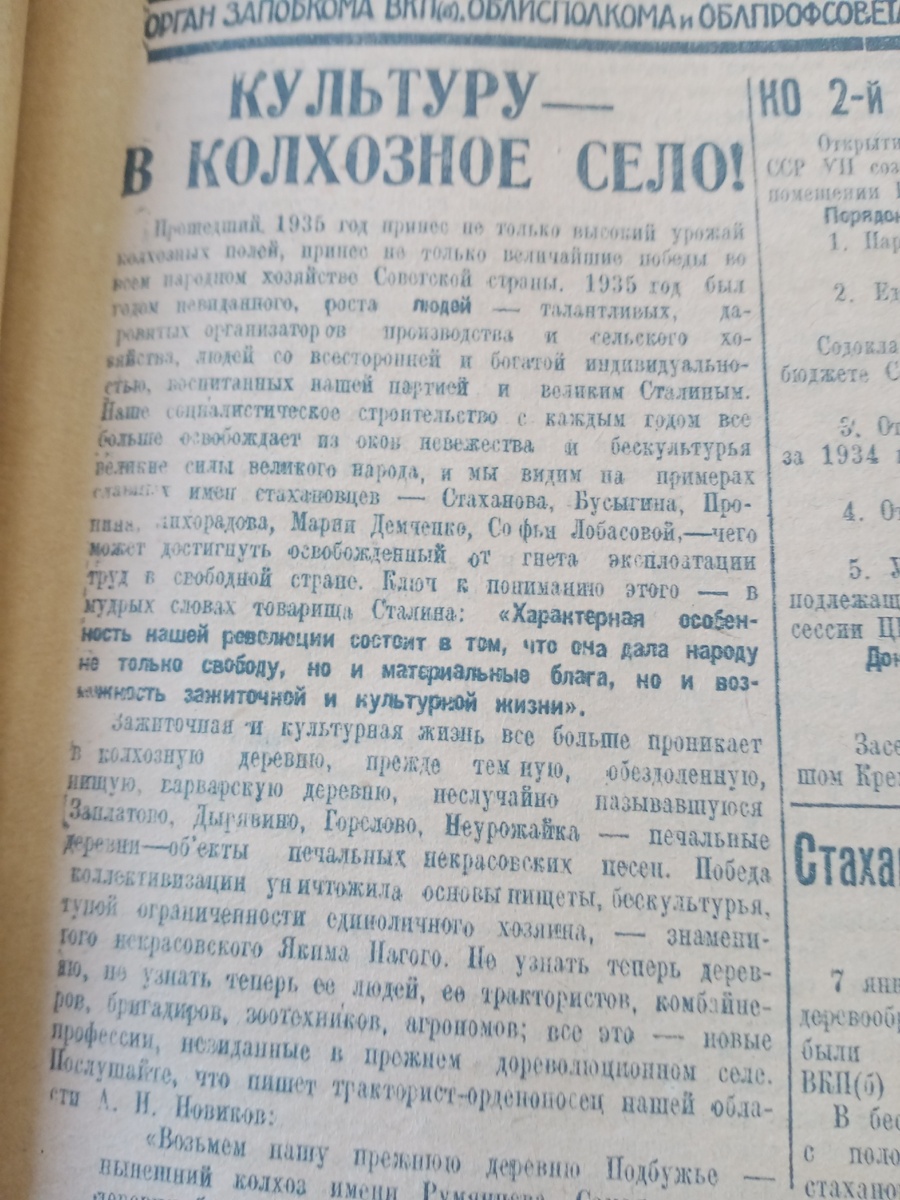 ОРГАН ЗАПОБКОМА ВКП(б), ОБЛИСПОЛКОМА и ОБЛПРОФСОВЕТА
КУЛЬТУРУ—
В КОЛХОЗНОЕ СЕЛО!
Прошедший, 1935 год принес не только высокий урожай
колхозных полей, принес не только величайшие победы во
всем народном хозяйстве Советской страны. 1935 год был
годом невиданного, роста людей — талантливых, да-
ровитых организаторов производства и сельского хо-
зяйства, людей со всесторонней и богатой индивидуально-
стью, воспитанных нашей партией и великим Сталиным.
Наше социалистическое строительство с каждым годом все
больше освобождает из оков невежества и бескультурья
великие силы великого народа, и мы видим на примерах
славных имен стахановцев — Стаханова, Бусыгина, Про-
нина, Лихорадова, Марии Демченко, Софьи Лобасовой,—чего
может достигнуть освобожденный от гнета эксплоатации
труд в свободной стране. Ключ к пониманию этого — в
мудрых словах товарища Сталина: «Характерная особен-
ность нашей революции состоит в том, что она дала народу
не только свободу, но и материальные блага, но и воз-
можность зажиточной и культурной жизни».
Зажиточная и культурная жизнь все больше проникает
в колхозную деревню, прежде темную, обездоленную,
нищую, варварскую деревню, неслучайно называвшуюся
Заплатово, Дырявино, Горелово, Неурожайка — печальные
деревни—об'екты печальных некрасовских песен. Победа
коллективизации уничтожила основы нищеты, бескультурья,
тупой ограниченности единоличного хозяина, — знамени-
того некрасовского Якима Нагого. Не узнать теперь дерев-
ню, не узнать теперь ее людей, ее трактористов, комбайне-
ров, бригадиров, зоотехников, агрономов; все это — новые
профессии, невиданные в прежнем дореволюционном селе.
Послушайте, что пишет тракторист-орденоносец нашей обла-
сти А. И. Новиков:
«Возьмем нашу прежнюю деревню Подбужье —
нынешний колхоз имени Румянцева
КО 2-й
Открыти
ССР VII соз
помещении
Порядон
1.
2.
Содокла
бюджете С
3. От
за 1934
4. От
5.
подлежащ
сессии ЦИ
Засе
шом Кре
Стаха
7 янв
деревообр
были
ВКП(б)
В бес
с поло
стахано